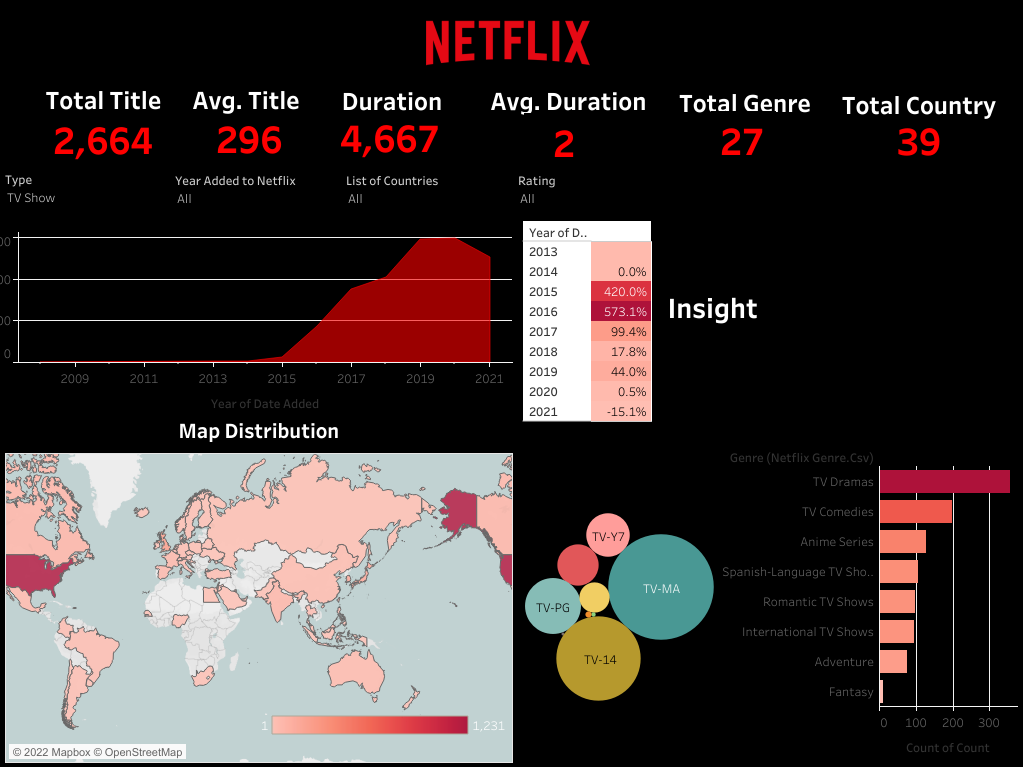 NETFLIX
Total Title
2,664
Avg. Title
296
Duration
4,667
Avg. Duration
2
Total Genre
27
Total Country
39
Type
TV Show
Year Added to Netflix
All
List of Countries
All
Rating
All
00
00
00
0
2009 2011 2013 2015 2017 2019 2021
Year of Date Added
Year of D..
2013
2014 0.0%
2015 420.0%
2016 573.1%
2017 99.4%
2018 17.8%
2019 44.0%
2020 0.5%
2021 -15.1%
Insight
Map Distribution
1 1,231
© 2022 Mapbox © OpenStreetMap
TV-Y7
TV-MA
TV-PG
TV-14
Genre (Netflix Genre.Csv)
TV Dramas
TV Comedies
Anime Series
Spanish-Language TV Sho..
Romantic TV Shows
International TV Shows
Adventure
Fantasy
0 100 200 300
Count of Count